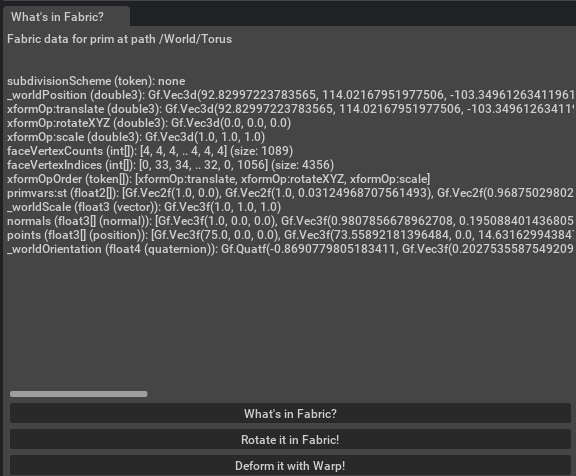 What's in Fabric?
Fabric data for prim at path /World/Torus
subdivisionScheme (token): none
_worldPosition (double3): Gf.Vec3d(92.82997223783565, 114.02167951977506, -103.34961263411961
xformOp:translate (double3): Gf.Vec3d(92.82997223783565, 114.02167951977506, -103.34961263411
xformOp:rotateXYZ (double3): Gf.Vec3d(0.0, 0.0, 0.0)
xformOp:scale (double3): Gf.Vec3d(1.0, 1.0, 1.0)
faceVertexCounts (int[]): [4, 4, 4, .. 4, 4, 4] (size: 1089)
faceVertexIndices (int[]): [0, 33, 34, .. 32, 0, 1056] (size: 4356)
xformOpOrder (token[]): [xformOp:translate, xformOp:rotateXYZ, xformOp:scale]
primvars:st (float2[]): [Gf.Vec2f(1.0, 0.0), Gf.Vec2f(1.0, 0.03124968707561493), Gf.Vec2f(0.96875029802
_worldScale (float3 (vector)): Gf.Vec3f(1.0, 1.0, 1.0)
normals (float3[] (normal)): [Gf.Vec3f(1.0, 0.0, 0.0), Gf.Vec3f(0.9807855678962708, 0.195088401436805
points (float3[] (position)): [Gf.Vec3f(75.0, 0.0, 0.0), Gf.Vec3f(73.55892181396484, 0.0, 14.63162994384
_worldOrientation (float4 (quaternion)): Gf.Quatf(-0.8690779805183411, Gf.Vec3f(0.2027535587549209
What's in Fabric?
Rotate it in Fabric!
Deform it with Warp!